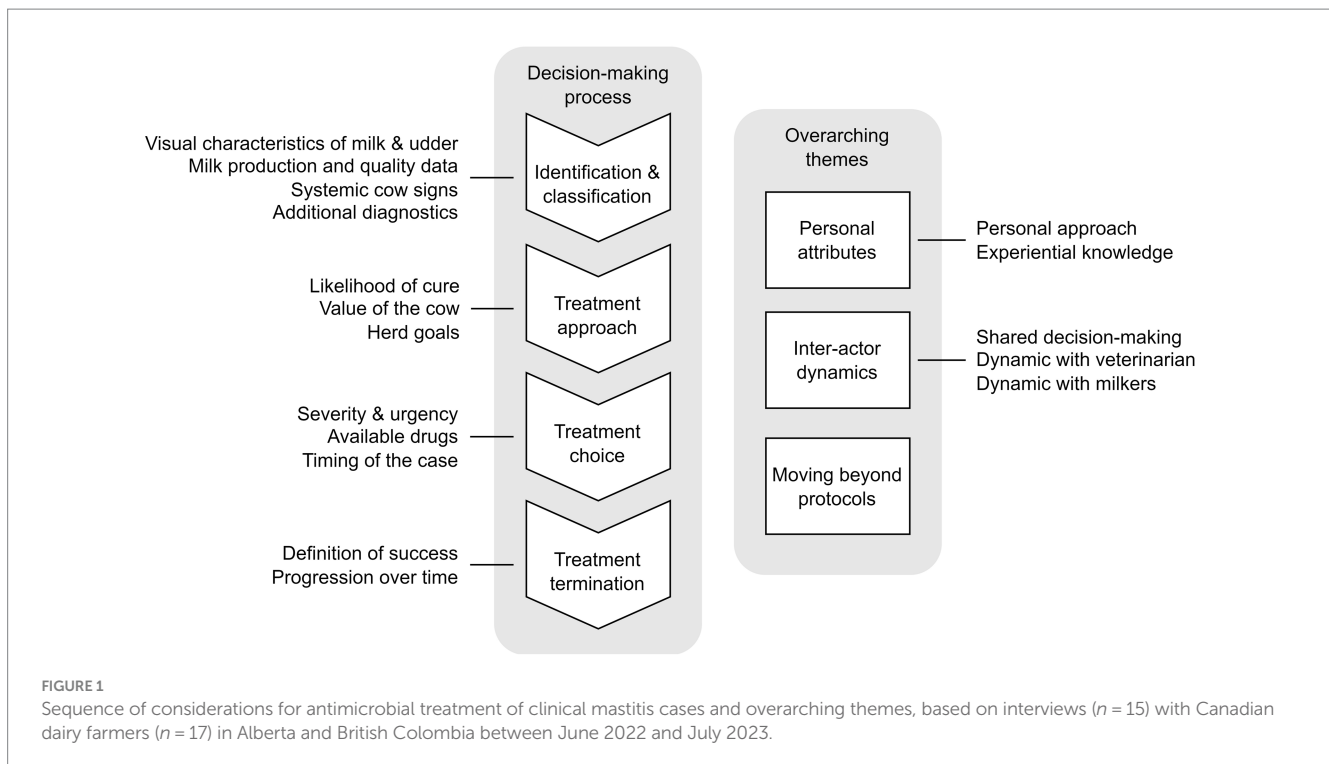 Decision-making
process
Visual characteristics of milk & udder
Milk production and quality data
Systemic cow signs
Additional diagnostics
Identification &
classification
Likelihood of cure
Value of the cow
Herd goals
Treatment
approach
Severity & urgency
Available drugs
Timing of the case
Treatment
choice
Definition of success
Progression over time
Treatment
termination
Overarching
themes
Personal
attributes
Personal approach
Experiential knowledge
Inter-actor
dynamics
Shared decision-making
Dynamic with veterinarian
Dynamic with milkers
Moving beyond
protocols
FIGURE 1
Sequence of considerations for antimicrobial treatment of clinical mastitis cases and overarching themes, based on interviews (n = 15) with Canadian
dairy farmers (n = 17) in Alberta and British Colombia between June 2022 and July 2023.